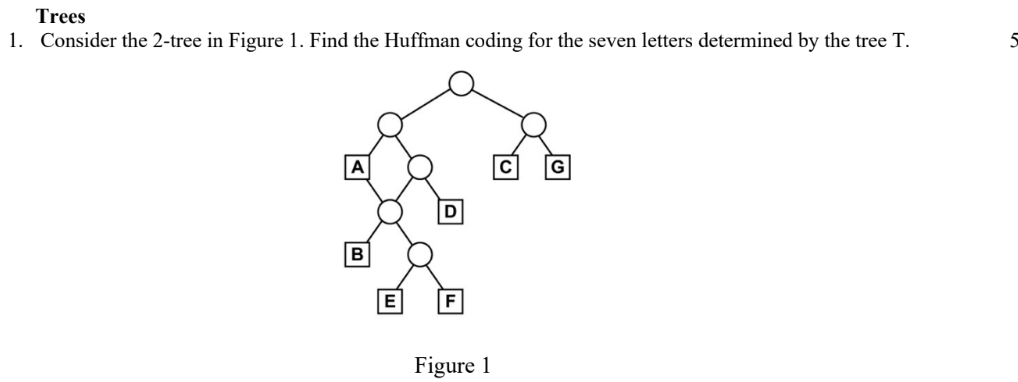 Trees
1. Consider the 2-tree in Figure 1. Find the Huffman coding for the seven letters determined by the tree T. 5
A C G
D
B
E F
Figure 1